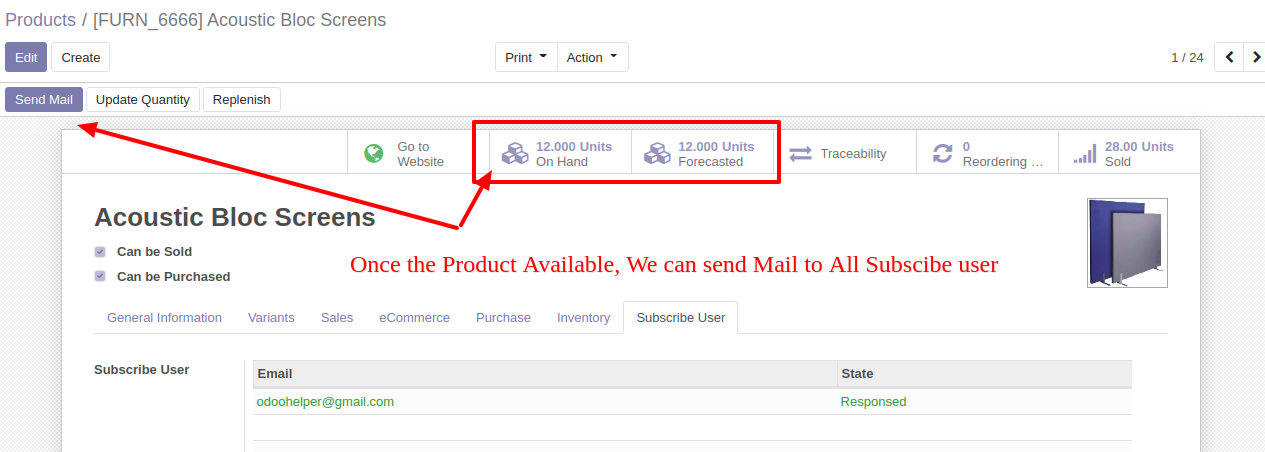 Products / [FURN_6666] Acoustic Bloc Screens
Edit Create Print Action 1 / 24
Send Mail Update Quantity Replenish
Go to Website
12.000 Units On Hand
12.000 Units Forecasted
Traceability
0 Reordering ...
28.00 Units Sold
Acoustic Bloc Screens
Can be Sold
Can be Purchased
Once the Product Available, We can send Mail to All Subscibe user
General Information Variants Sales eCommerce Purchase Inventory Subscribe User
Subscribe User
Email State
odoohelper@gmail.com Responsed